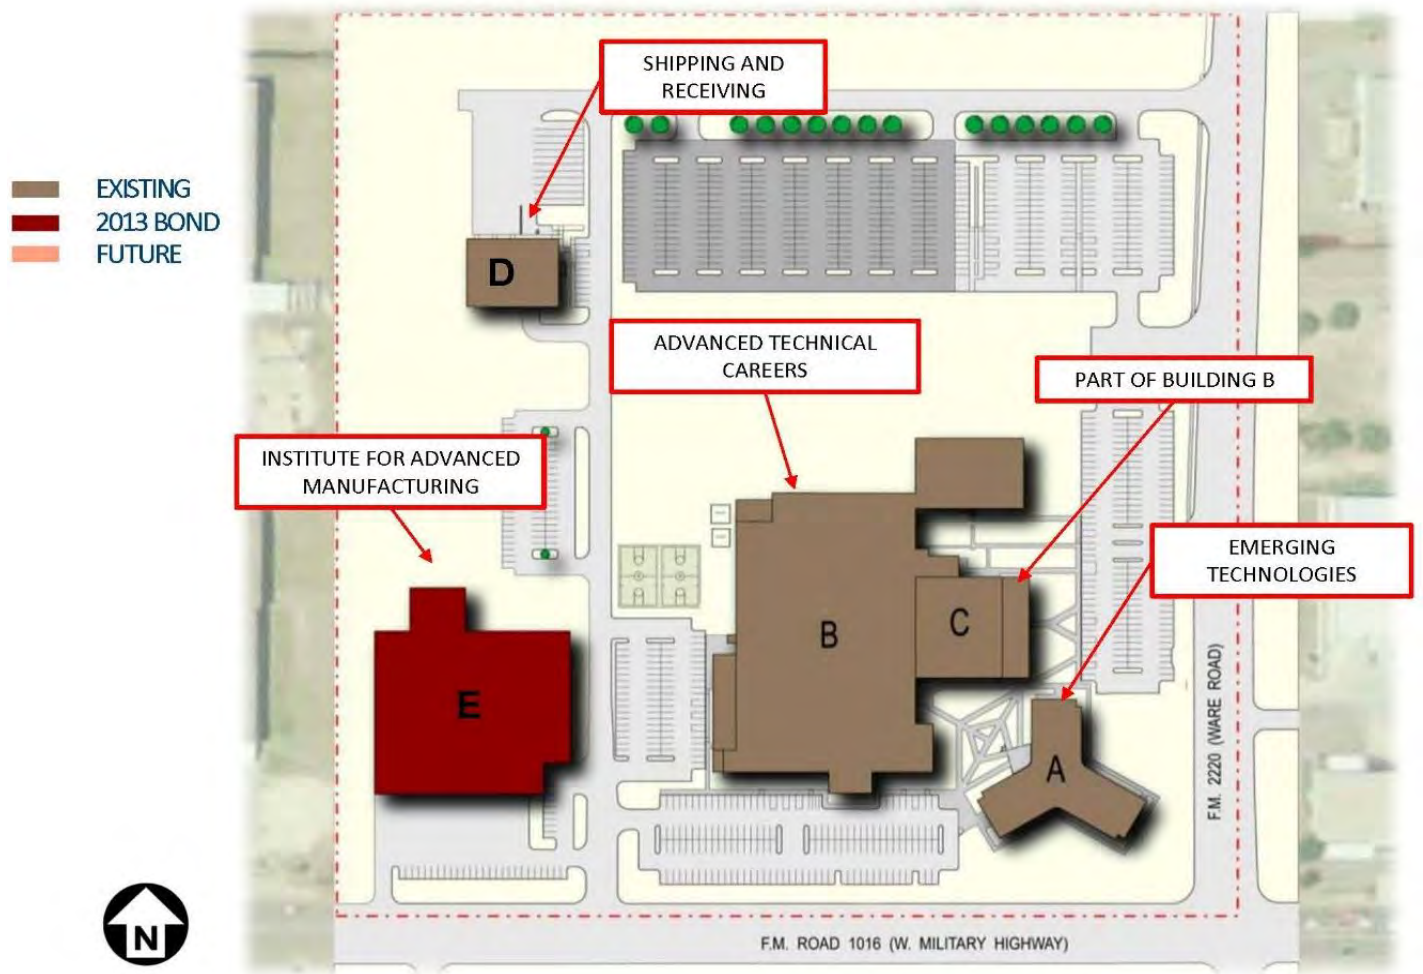 SHIPPING AND
RECEIVING
EXISTING
2013 BOND
FUTURE
D
ADVANCED TECHNICAL
CAREERS
PART OF BUILDING B
INSTITUTE FOR ADVANCED
MANUFACTURING
EMERGING
TECHNOLOGIES
B
C
E
A
F.M. 2220 (WARE ROAD)
N
F.M. ROAD 1016 (W. MILITARY HIGHWAY)